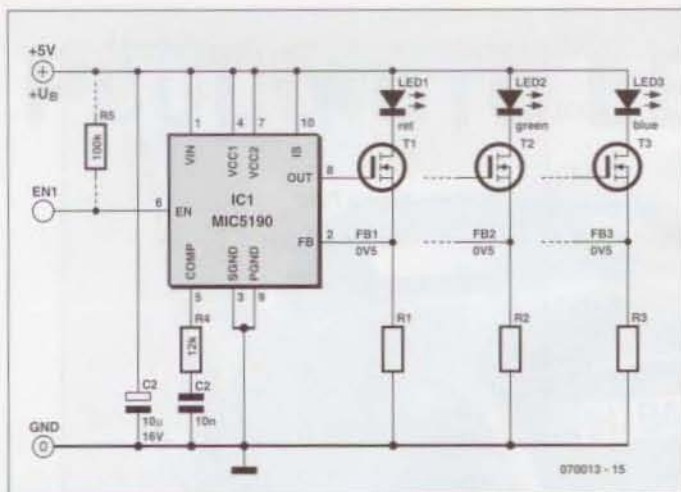 +5V
+UB
R5
100k
EN1
1
4
7
10
VIN
VCC1
VCC2
IS
OUT
8
IC1
MIC5190
6
EN
FB
2
COMP
SGND
PGND
5
3
9
R4
12k
C2
10n
C2
10u
16V
LED1
ret
T1
LED2
green
T2
LED3
blue
T3
FB1
0V5
FB2
0V5
FB3
0V5
R1
R2
R3
GND
070013 - 15